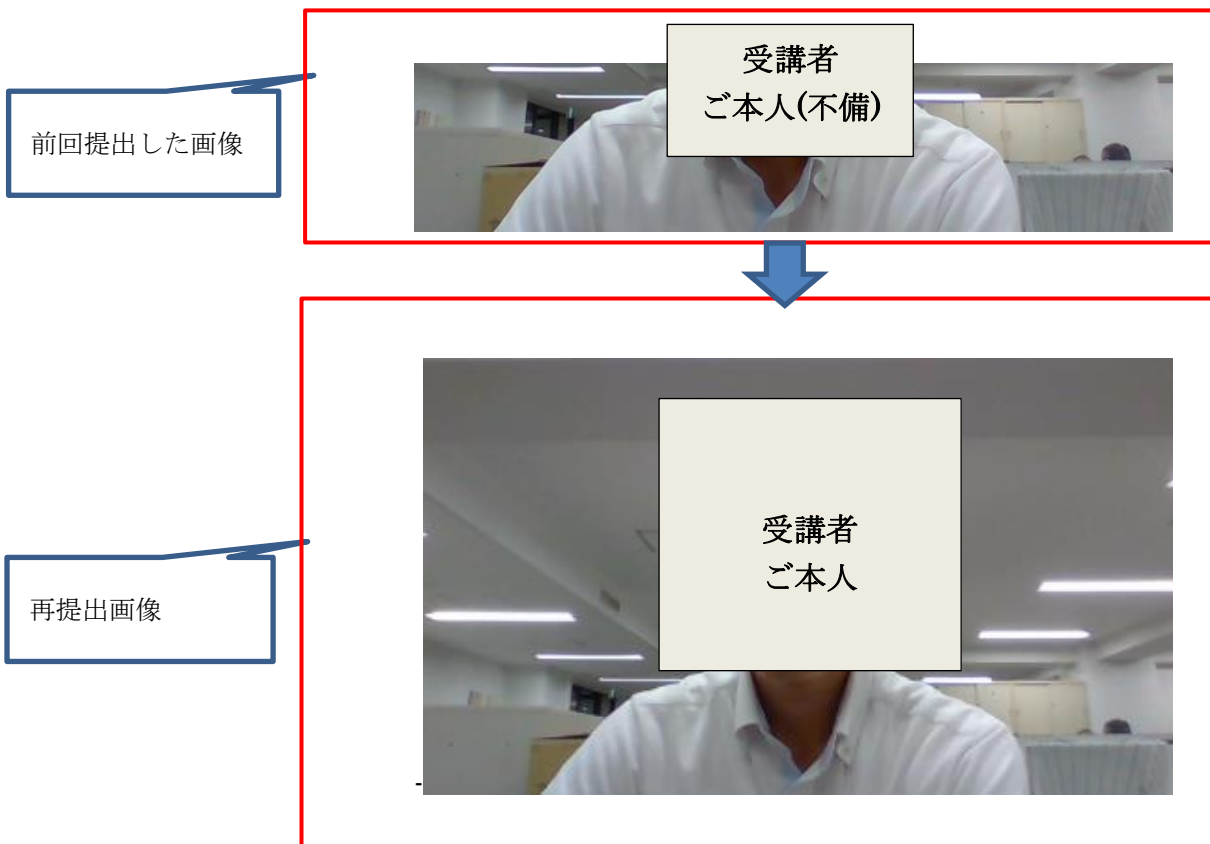 受講者
ご本人(不備)
前回提出した画像
受講者
ご本人
再提出画像
-